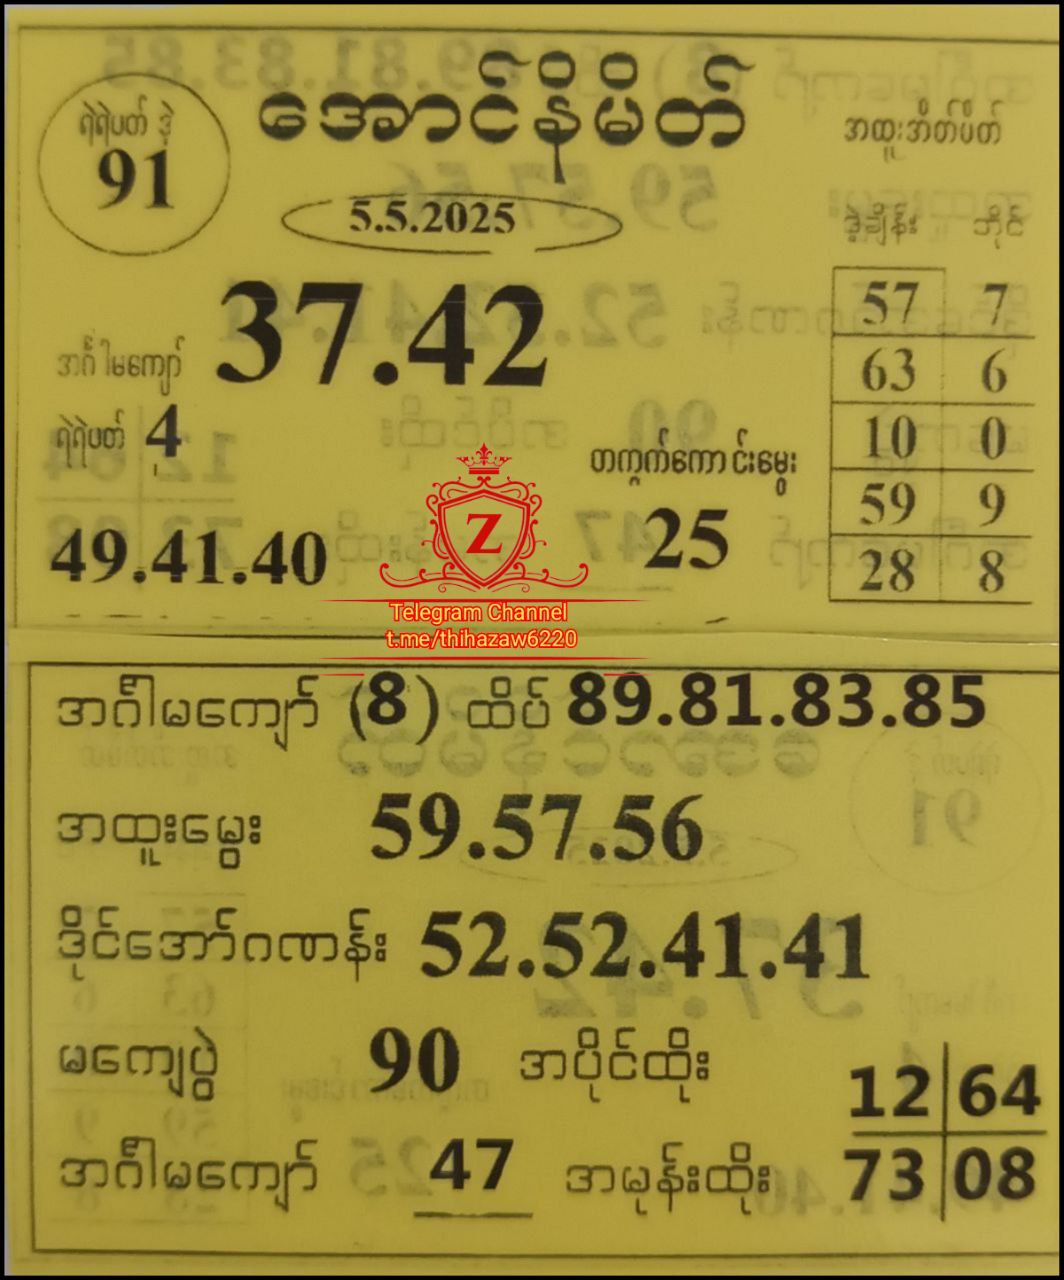 ရဲရဲပတ် ဒဲ့
91
အောင်နိမိတ်
5.5.2025
အထူးအိတ်ပိတ်
ဒဲ့ချိန်း ဘိုင်
57 7
63 6
10 0
59 9
28 8
အင်္ဂါမကျော် 37.42
ရဲရဲပတ် 4
49.41.40
တကွက်ကောင်းမွေး
25
Z
Telegram Channel
t.me/thihazaw6220
အင်္ဂါမကျော် (8) ထိပ် 89.81.83.85
အထူးမွေး 59.57.56
ဒိုင်အော်ဂဏန်း 52.52.41.41
မကျေပွဲ 90 အပိုင်ထိုး
အင်္ဂါမကျော် 47 အမုန်းထိုး
12 64
73 08